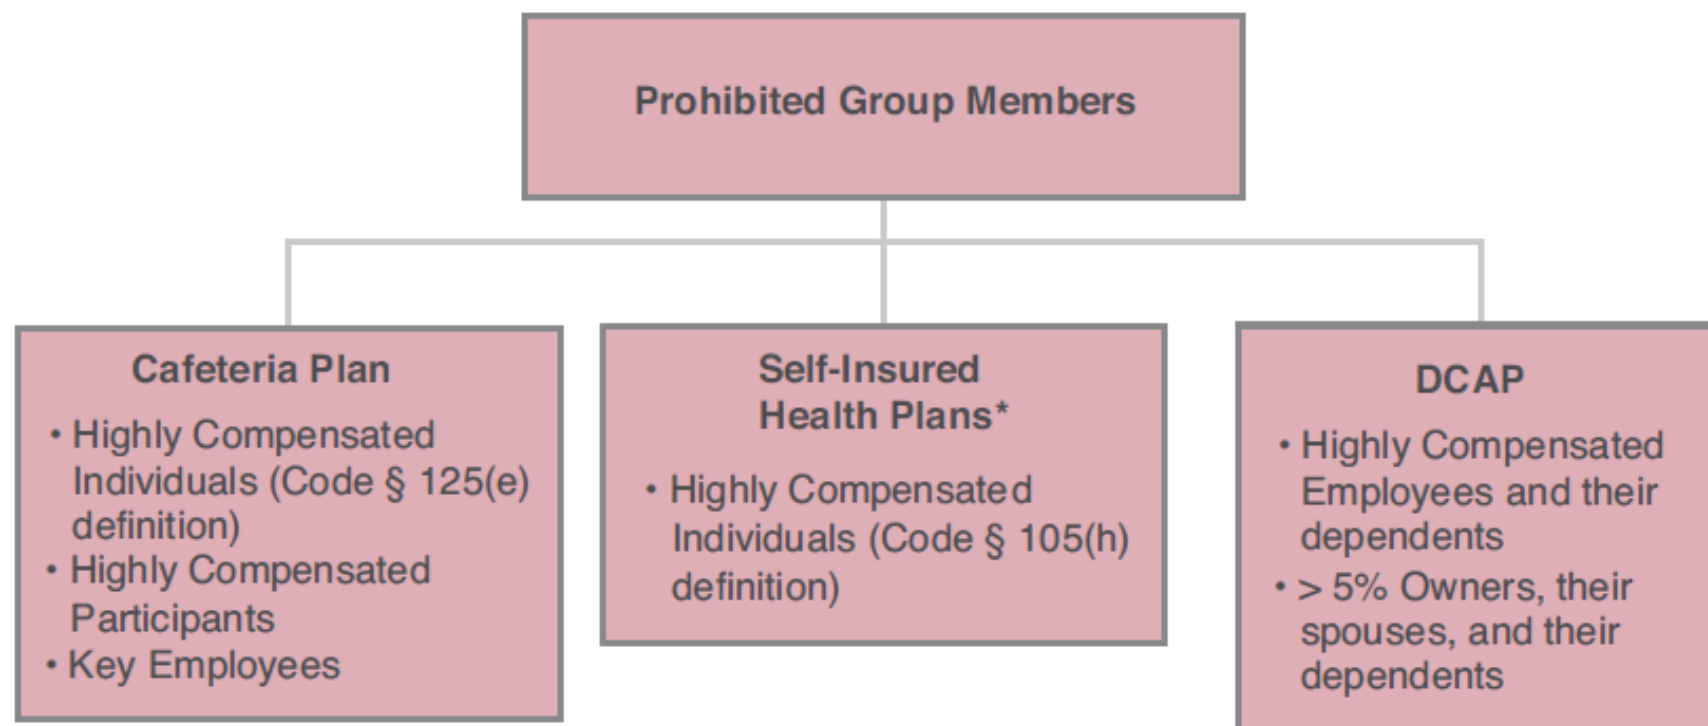 Prohibited Group Members
Cafeteria Plan
• Highly Compensated
Individuals (Code § 125(e)
definition)
• Highly Compensated
Participants
• Key Employees
Self-Insured
Health Plans*
• Highly Compensated
Individuals (Code § 105(h)
definition)
DCAP
• Highly Compensated
Employees and their
dependents
• > 5% Owners, their
spouses, and their
dependents